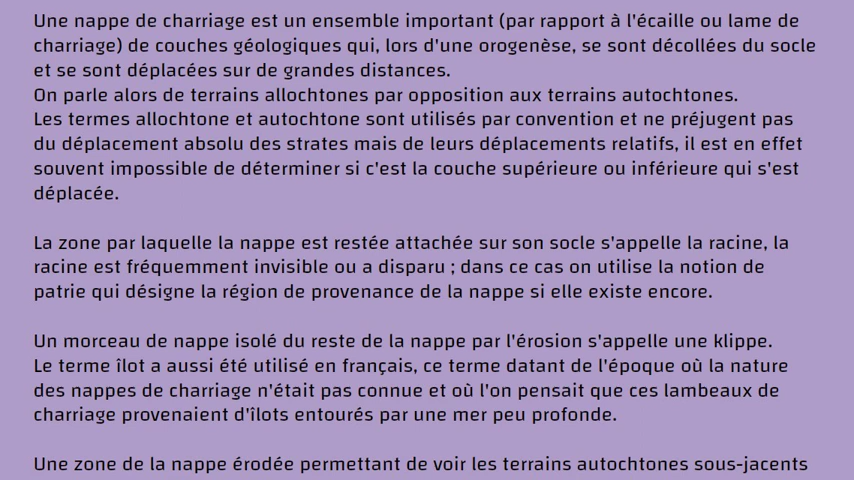 Une nappe de charriage est un ensemble important (par rapport à l'écaille ou lame de
charriage) de couches géologiques qui, lors d'une orogenèse, se sont décollées du socle
et se sont déplacées sur de grandes distances.
On parle alors de terrains allochtones par opposition aux terrains autochtones.
Les termes allochtone et autochtone sont utilisés par convention et ne préjugent pas
du déplacement absolu des strates mais de leurs déplacements relatifs, il est en effet
souvent impossible de déterminer si c'est la couche supérieure ou inférieure qui s'est
déplacée.
La zone par laquelle la nappe est restée attachée sur son socle s'appelle la racine, la
racine est fréquemment invisible ou a disparu ; dans ce cas on utilise la notion de
patrie qui désigne la région de provenance de la nappe si elle existe encore.
Un morceau de nappe isolé du reste de la nappe par l'érosion s'appelle une klippe.
Le terme îlot a aussi été utilisé en français, ce terme datant de l'époque où la nature
des nappes de charriage n'était pas connue et où l'on pensait que ces lambeaux de
charriage provenaient d'îlots entourés par une mer peu profonde.
Une zone de la nappe érodée permettant de voir les terrains autochtones sous-jacents